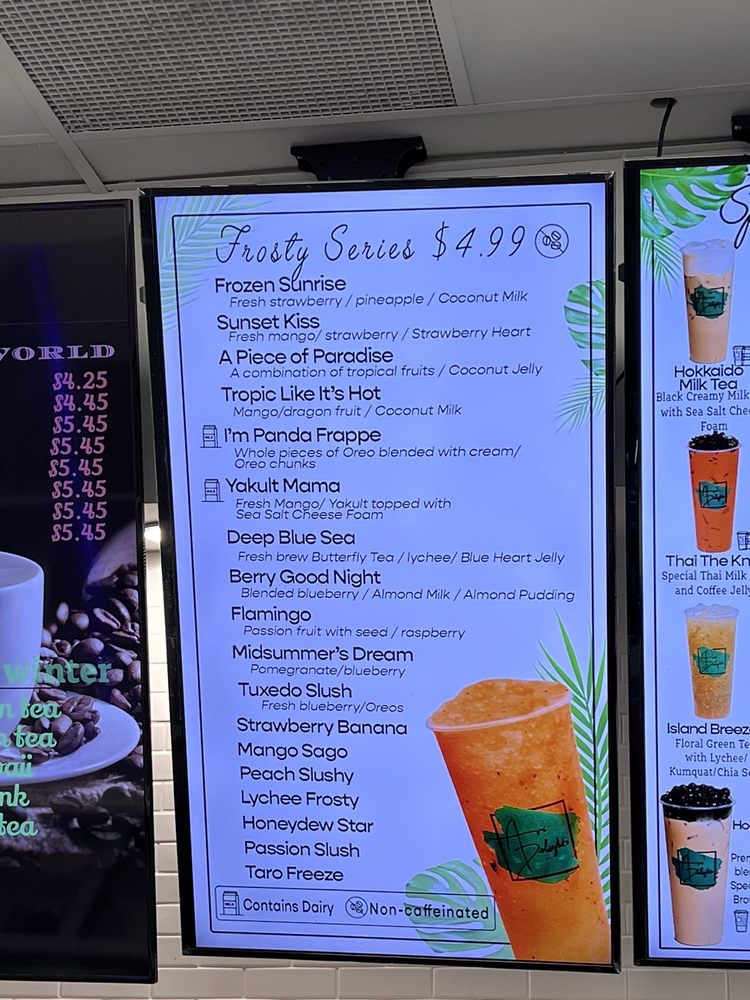 $4.25
$4.45
$5.45
$5.45
$5.45
$5.45
$5.45
$5.45
winter
tea
tea
tea
Frosty Series $4.99
Frozen Sunrise
Fresh strawberry / pineapple / Coconut Milk
Sunset Kiss
Fresh mango/ strawberry / Strawberry Heart
A Piece of Paradise
A combination of tropical fruits / Coconut Jelly
Tropic Like It's Hot
Mango/dragon fruit / Coconut Milk
I'm Panda Frappe
Whole pieces of Oreo blended with cream/
Oreo chunks
Yakult Mama
Fresh Mango/ Yakult topped with
Sea Salt Cheese Foam
Deep Blue Sea
Fresh brew Butterfly Tea / lychee/ Blue Heart Jelly
Berry Good Night
Blended blueberry / Almond Milk / Almond Pudding
Flamingo
Passion fruit with seed / raspberry
Midsummer's Dream
Pomegranate/blueberry
Tuxedo Slush
Fresh blueberry/Oreos
Strawberry Banana
Mango Sago
Peach Slushy
Lychee Frosty
Honeydew Star
Passion Slush
Taro Freeze
Contains Dairy Non-caffeinated
Hokkaido
Milk Tea
Black Creamy Milk
with Sea Salt
Foam
Thai The
Special Thai Milk
and Coffee
Island
Floral Green
with Lychee/
Kumquat/Chia